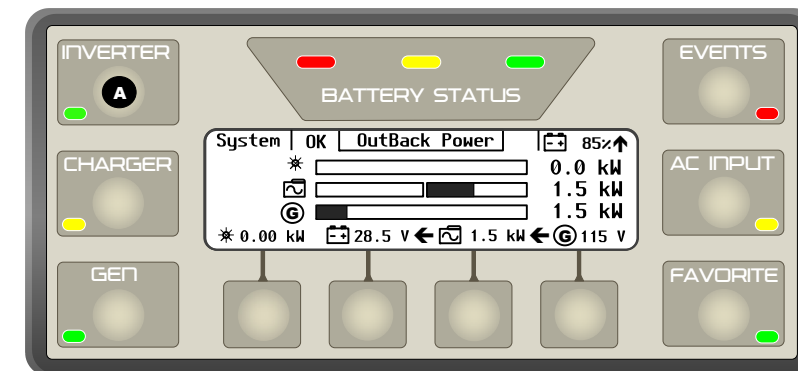 INVERTER
A
BATTERY STATUS
EVENTS
CHARGER
System OK OutBack Power 85%
0.0 kW
1.5 kW
G 1.5 kW
0.00 kW 28.5 V 1.5 kW G 115 V
AC INPUT
GEN
FAVORITE